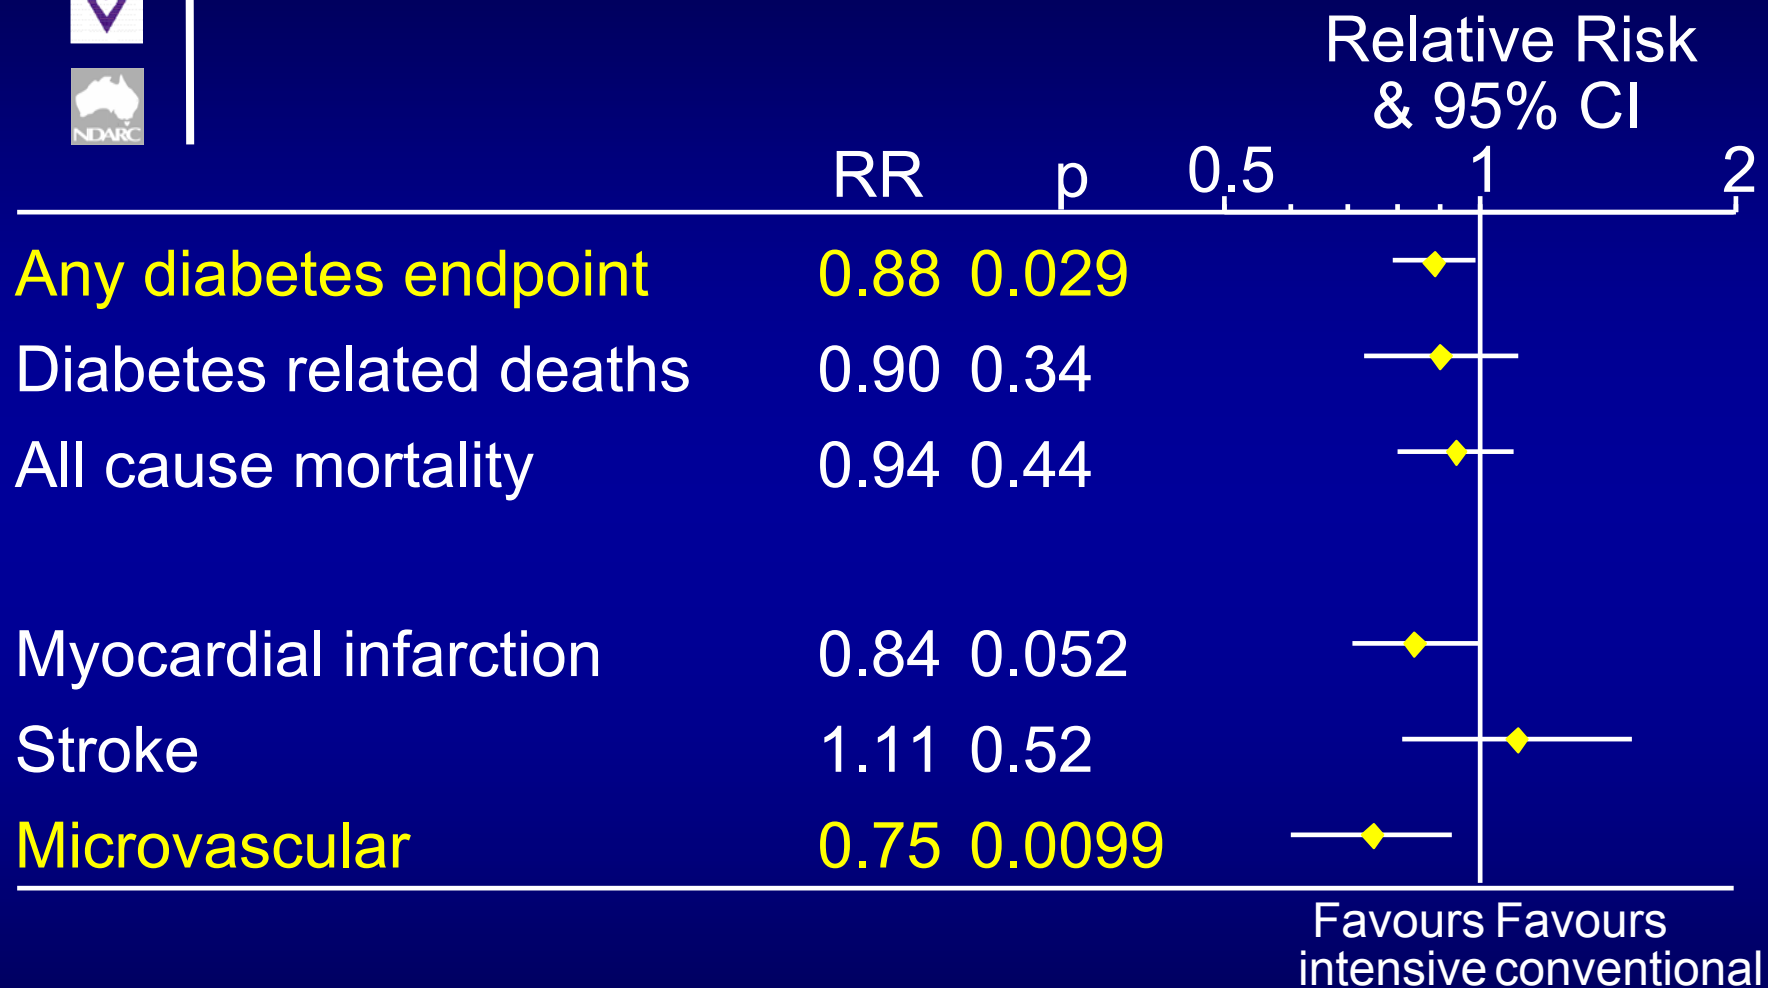 NDARC
Relative Risk
& 95% CI
RR p 0.5 1 2
Any diabetes endpoint 0.88 0.029
Diabetes related deaths 0.90 0.34
All cause mortality 0.94 0.44
Myocardial infarction 0.84 0.052
Stroke 1.11 0.52
Microvascular 0.75 0.0099
Favours Favours
intensive conventional